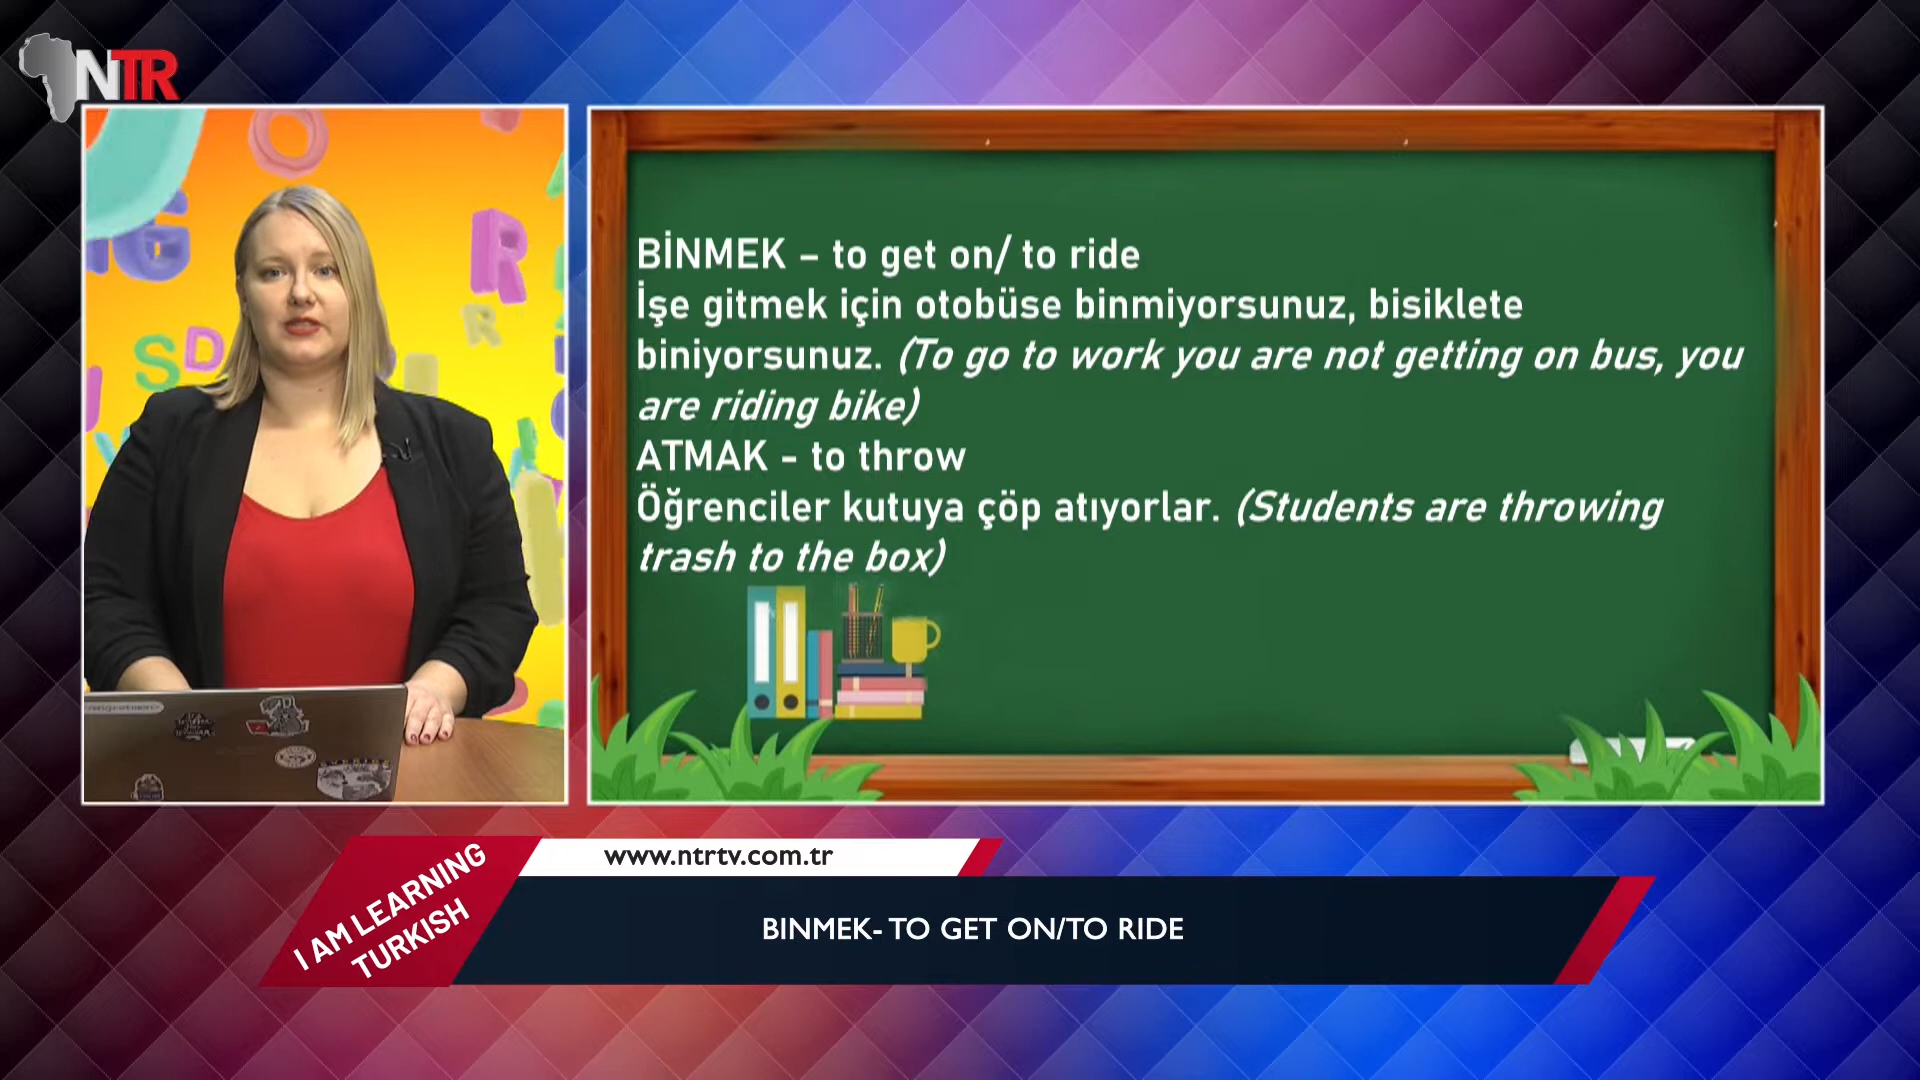 NTR
BİNMEK – to get on/ to ride
İşe gitmek için otobüse binmiyorsunuz, bisiklete
biniyorsunuz. (To go to work you are not getting on bus, you
are riding bike)
ATMAK - to throw
Öğrenciler kutuya çöp atıyorlar. (Students are throwing
trash to the box)
www.ntrtv.com.tr
I AM LEARNING
TURKISH
BINMEK- TO GET ON/TO RIDE